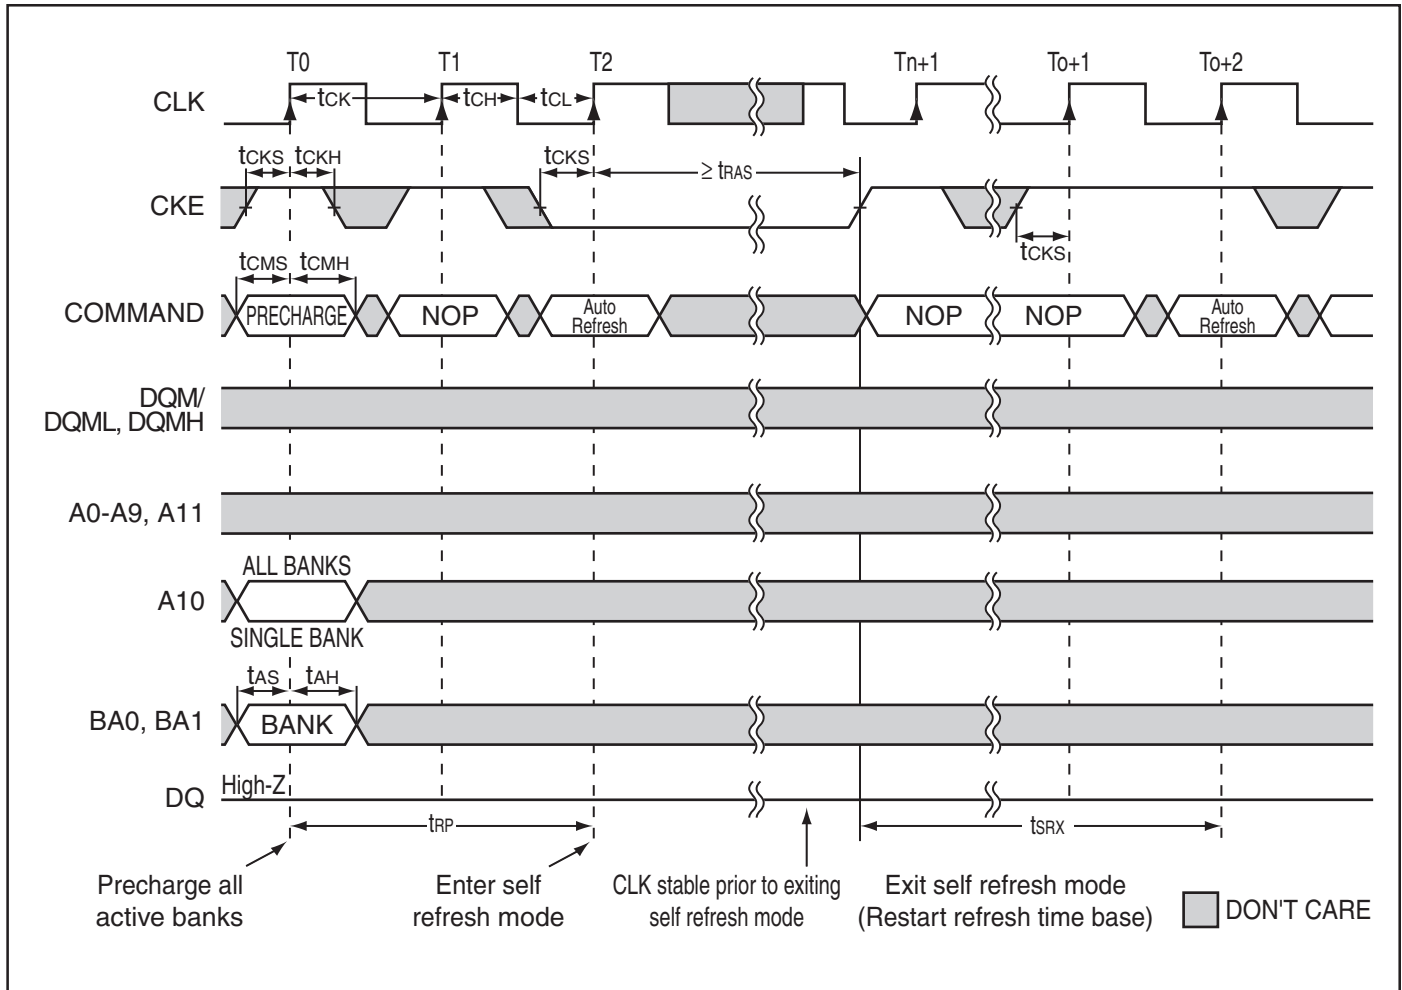 T0 T1 T2 Tn+1 To+1 To+2
CLK tCK tCH tCL
tCKS tCKH tCKS ≥ tRAS
CKE
tCKS
tCMS tCMH
COMMAND PRECHARGE NOP Auto Refresh NOP NOP Auto Refresh
DQM/
DQML, DQMH
A0-A9, A11
ALL BANKS
A10
SINGLE BANK
tAS tAH
BA0, BA1 BANK
DQ High-Z
tRP tSRX
Precharge all
active banks
Enter self
refresh mode
CLK stable prior to exiting
self refresh mode
Exit self refresh mode
(Restart refresh time base)
DON'T CARE